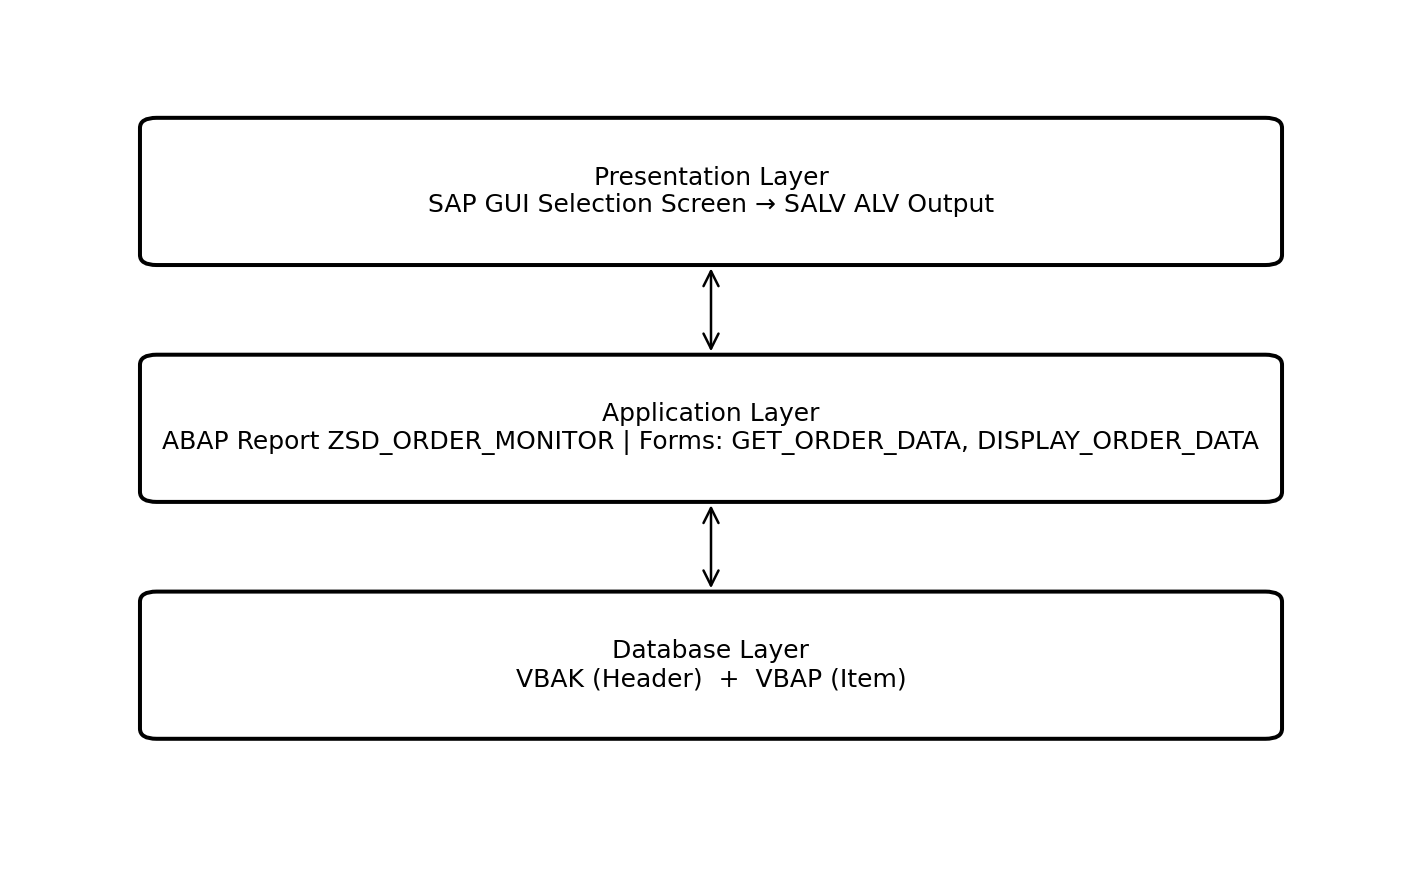 Presentation Layer
SAP GUI Selection Screen → SALV ALV Output
Application Layer
ABAP Report ZSD_ORDER_MONITOR | Forms: GET_ORDER_DATA, DISPLAY_ORDER_DATA
Database Layer
VBAK (Header)  +  VBAP (Item)